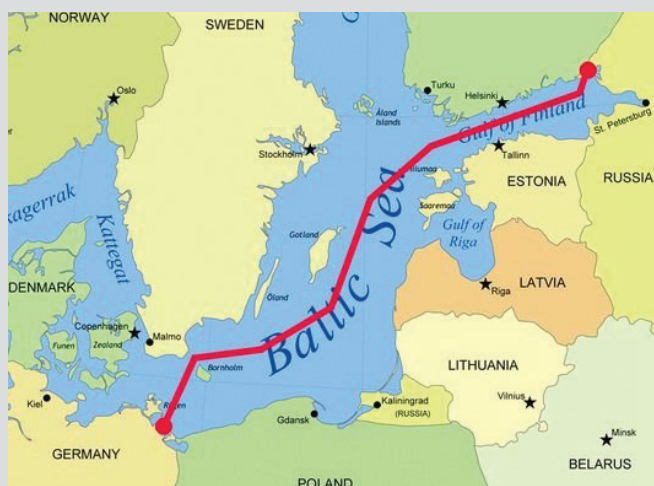 NORWAY
SWEDEN
FINLAND
Oslo
Turku
Helsinki
Åland
Islands
Gulf of Finland
St. Petersburg
Stockholm
Tallinn
Hiiumaa
ESTONIA
RUSSIA
Saaremaa
Skagerrak
Kattegat
Gotland
Gulf of
Riga
Baltic Sea
Öland
Riga
LATVIA
DENMARK
Copenhagen
Malmo
Funen
Zealand
Bornholm
LITHUANIA
Kiel
Rügen
Gdansk
Kaliningrad
(RUSSIA)
Vilnius
Minsk
GERMANY
POLAND
BELARUS